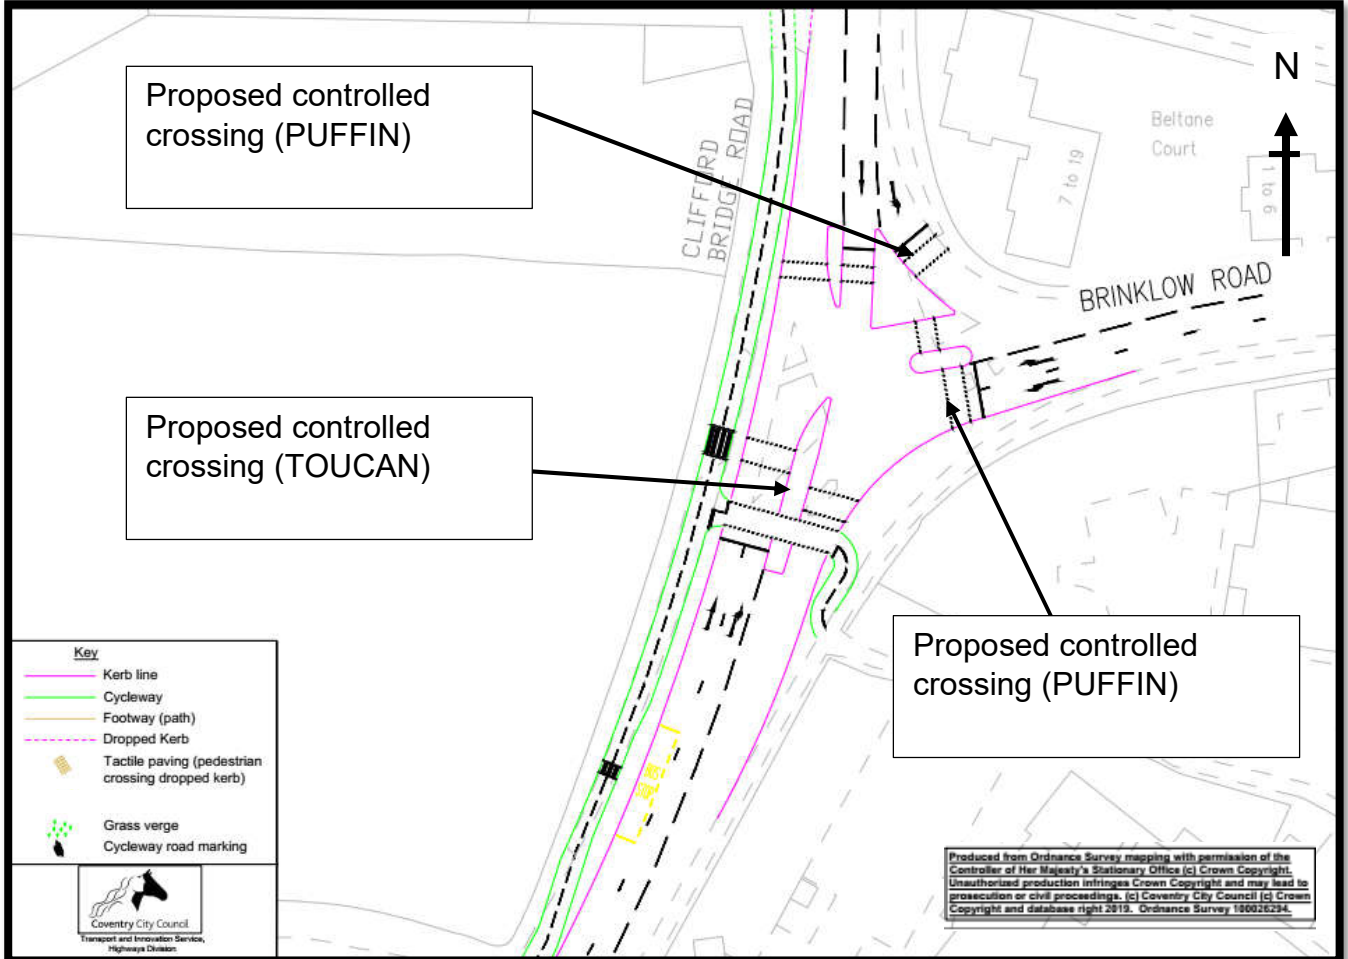 Proposed controlled
crossing (PUFFIN)
N
Beltane
Court
7 to 19
1 to 6
CLIFFORD
BRIDGE ROAD
BRINKLOW ROAD
Proposed controlled
crossing (TOUCAN)
Proposed controlled
crossing (PUFFIN)
Key
Kerb line
Cycleway
Footway (path)
Dropped Kerb
Tactile paving (pedestrian
crossing dropped kerb)
Grass verge
Cycleway road marking
Coventry City Council
Transport and Innovation Service,
Highways Division
Produced from Ordnance Survey mapping with permission of the
Controller of Her Majesty's Stationary Office (c) Crown Copyright.
Unauthorized production infringes Crown Copyright and may lead to
prosecution or civil proceedings. (c) Coventry City Council (c) Crown
Copyright and database right 2019. Ordnance Survey 100026294.